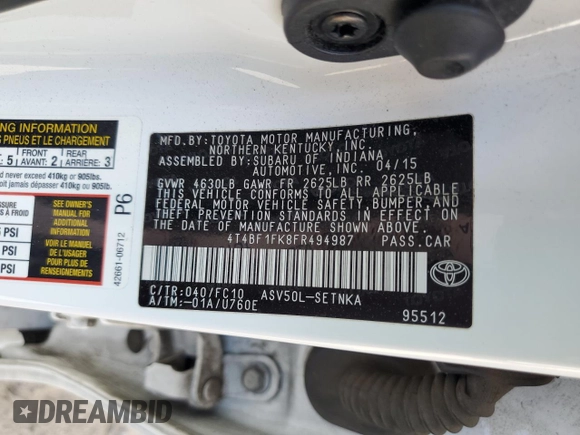 ING INFORMATION
PNEUS ET LE CHARGEMENT
5
FRONT
AVANT: 2
REAR
ARRIÈRE: 3
d never exceed 410kg or 905lbs.
doit jamais dépasser 410kg or 905lbs.
SEE OWNER'S
MANUAL FOR
ADDITIONAL
INFORMATION
VOIR LE MANUEL
DE L'USAGER
POUR PLUS DE
RENSEIGNEMENTS
PSI
PSI
PSI
P6
42661-06712
MFD.BY:TOYOTA MOTOR MANUFACTURING,
NORTHERN KENTUCKY, INC.
ASSEMBLED BY:SUBARU OF INDIANA
AUTOMOTIVE, INC. 04/15
GVWR 4630LB GAWR FR 2625LB RR 2625LB
THIS VEHICLE CONFORMS TO ALL APPLICABLE
FEDERAL MOTOR VEHICLE SAFETY,BUMPER,AND
THEFT PREVENTION STANDARDS IN EFFECT ON
THE DATE OF MANUFACTURE SHOWN ABOVE.
4T4BF1FK8FR494987 PASS.CAR
C/TR:040/FC10 ASV50L-SETNKA
A/TM:-01A/U760E
TOYOTA
95512
DREAMBID